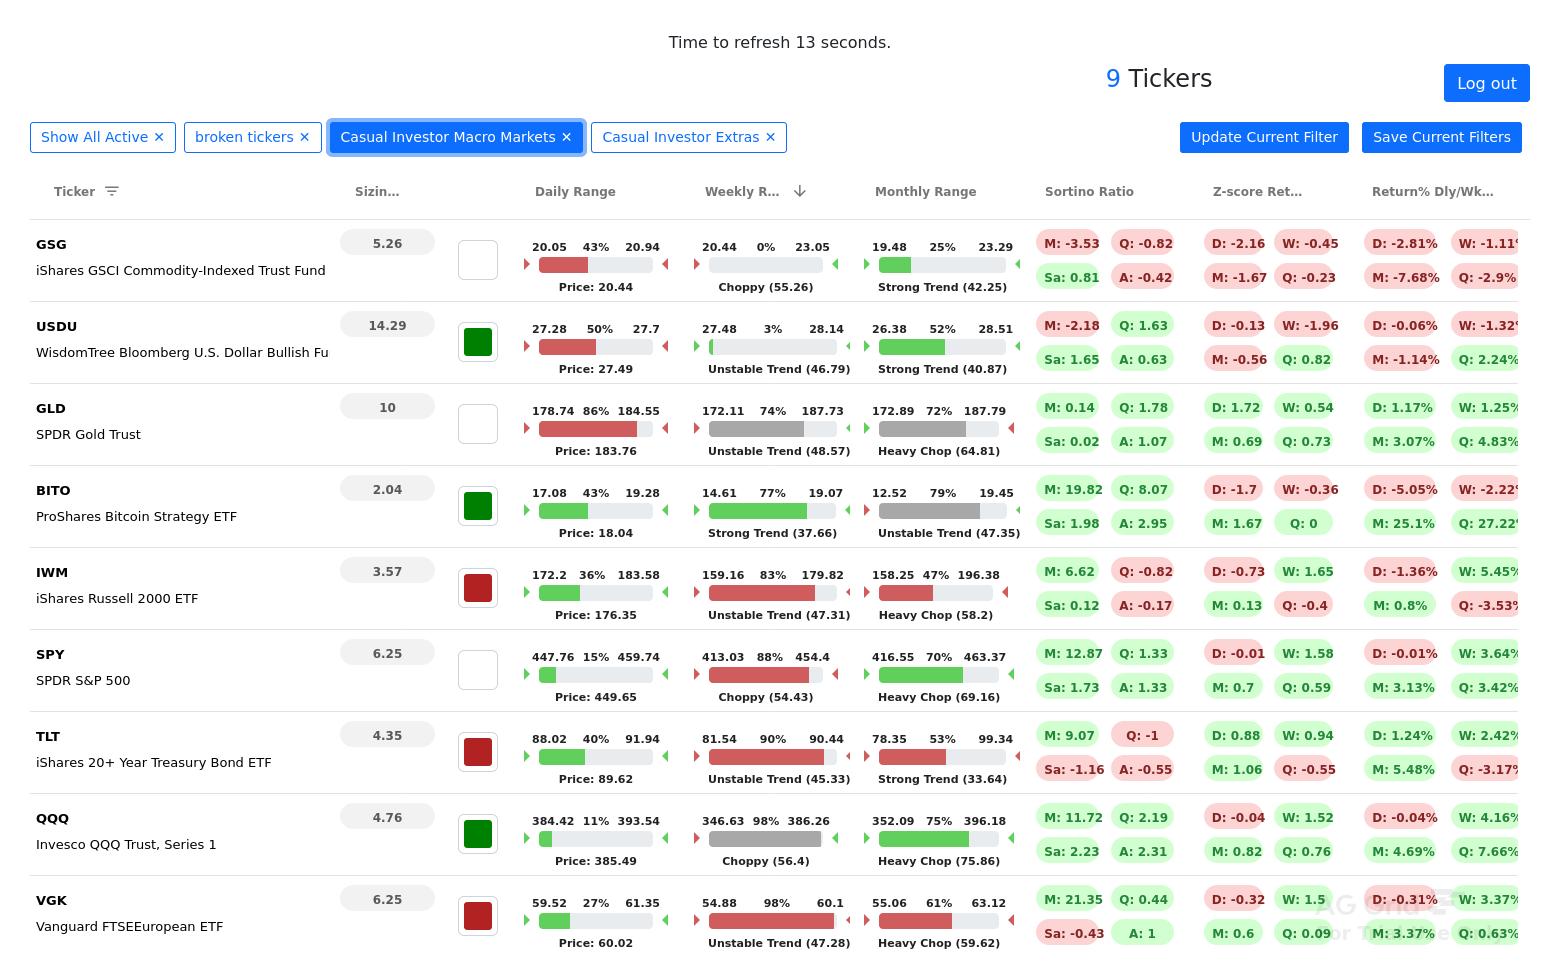 Time to refresh 13 seconds.
9 Tickers
Log out
Show All Active ✕ broken tickers ✕ Casual Investor Macro Markets ✕ Casual Investor Extras ✕ Update Current Filter Save Current Filters
Ticker Sizin... Daily Range Weekly R... Monthly Range Sortino Ratio Z-score Ret... Return% Dly/Wk...
GSG 5.26 20.05 43% 20.94 20.44 0% 23.05 19.48 25% 23.29 M: -3.53 Q: -0.82 D: -2.16 W: -0.45 D: -2.81% W: -1.11%
iShares GSCI Commodity-Indexed Trust Fund Price: 20.44 Choppy (55.26) Strong Trend (42.25) Sa: 0.81 A: -0.42 M: -1.67 Q: -0.23 M: -7.68% Q: -2.9%
USDU 14.29 27.28 50% 27.7 27.48 3% 28.14 26.38 52% 28.51 M: -2.18 Q: 1.63 D: -0.13 W: -1.96 D: -0.06% W: -1.32%
WisdomTree Bloomberg U.S. Dollar Bullish Fu Price: 27.49 Unstable Trend (46.79) Strong Trend (40.87) Sa: 1.65 A: 0.63 M: -0.56 Q: 0.82 M: -1.14% Q: 2.24%
GLD 10 178.74 86% 184.55 172.11 74% 187.73 172.89 72% 187.79 M: 0.14 Q: 1.78 D: 1.72 W: 0.54 D: 1.17% W: 1.25%
SPDR Gold Trust Price: 183.76 Unstable Trend (48.57) Heavy Chop (64.81) Sa: 0.02 A: 1.07 M: 0.69 Q: 0.73 M: 3.07% Q: 4.83%
BITO 2.04 17.08 43% 19.28 14.61 77% 19.07 12.52 79% 19.45 M: 19.82 Q: 8.07 D: -1.7 W: -0.36 D: -5.05% W: -2.22%
ProShares Bitcoin Strategy ETF Price: 18.04 Strong Trend (37.66) Unstable Trend (47.35) Sa: 1.98 A: 2.95 M: 1.67 Q: 0 M: 25.1% Q: 27.22%
IWM 3.57 172.2 36% 183.58 159.16 83% 179.82 158.25 47% 196.38 M: 6.62 Q: -0.82 D: -0.73 W: 1.65 D: -1.36% W: 5.45%
iShares Russell 2000 ETF Price: 176.35 Unstable Trend (47.31) Heavy Chop (58.2) Sa: 0.12 A: -0.17 M: 0.13 Q: -0.4 M: 0.8% Q: -3.53%
SPY 6.25 447.76 15% 459.74 413.03 88% 454.4 416.55 70% 463.37 M: 12.87 Q: 1.33 D: -0.01 W: 1.58 D: -0.01% W: 3.64%
SPDR S&P 500 Price: 449.65 Choppy (54.43) Heavy Chop (69.16) Sa: 1.73 A: 1.33 M: 0.7 Q: 0.59 M: 3.13% Q: 3.42%
TLT 4.35 88.02 40% 91.94 81.54 90% 90.44 78.35 53% 99.34 M: 9.07 Q: -1 D: 0.88 W: 0.94 D: 1.24% W: 2.42%
iShares 20+ Year Treasury Bond ETF Price: 89.62 Unstable Trend (45.33) Strong Trend (33.64) Sa: -1.16 A: -0.55 M: 1.06 Q: -0.55 M: 5.48% Q: -3.17%
QQQ 4.76 384.42 11% 393.54 346.63 98% 386.26 352.09 75% 396.18 M: 11.72 Q: 2.19 D: -0.04 W: 1.52 D: -0.04% W: 4.16%
Invesco QQQ Trust, Series 1 Price: 385.49 Choppy (56.4) Heavy Chop (75.86) Sa: 2.23 A: 2.31 M: 0.82 Q: 0.76 M: 4.69% Q: 7.66%
VGK 6.25 59.52 27% 61.35 54.88 98% 60.1 55.06 61% 63.12 M: 21.35 Q: 0.44 D: -0.32 W: 1.5 D: -0.31% W: 3.37%
AG Grid
Vanguard FTSEEuropean ETF Price: 60.02 Unstable Trend (47.28) Heavy Chop (59.62) Sa: -0.43 A: 1 M: 0.6 Q: 0.09 M: 3.37% Q: 0.63%
For Trial Use Only